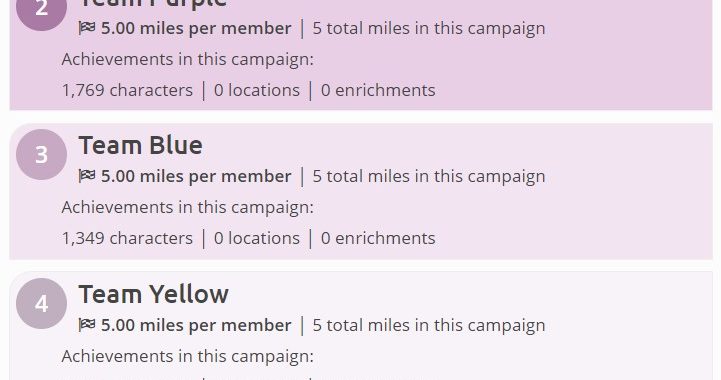 2
Team Purple
5.00 miles per member | 5 total miles in this campaign
Achievements in this campaign:
1,769 characters | 0 locations | 0 enrichments
3
Team Blue
5.00 miles per member | 5 total miles in this campaign
Achievements in this campaign:
1,349 characters | 0 locations | 0 enrichments
4
Team Yellow
5.00 miles per member | 5 total miles in this campaign
Achievements in this campaign: